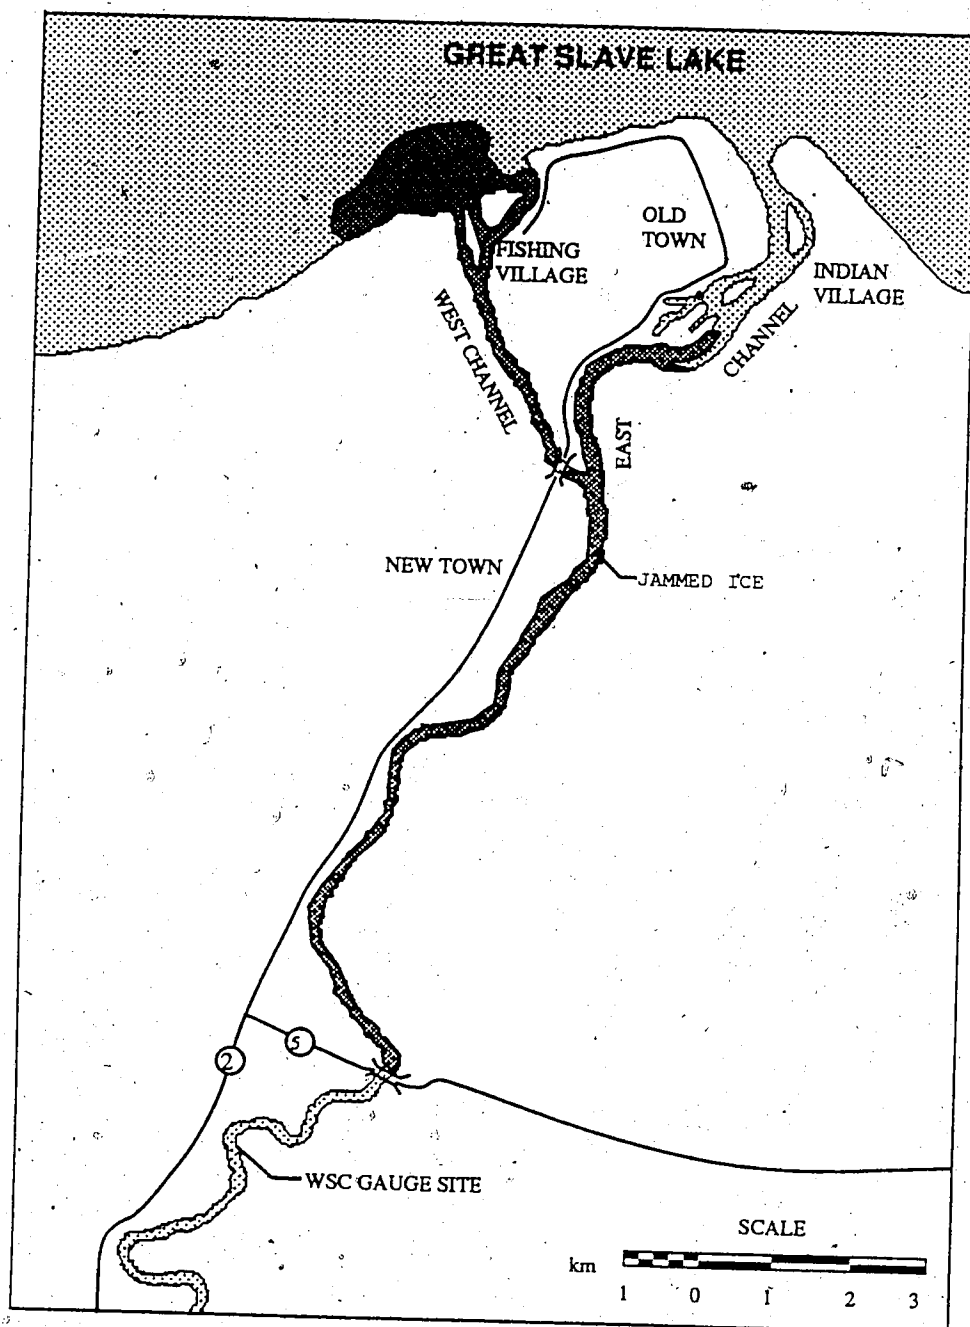 GREAT SLAVE LAKE
OLD
TOWN
FISHING
VILLAGE
INDIAN
VILLAGE
WEST CHANNEL
CHANNEL
EAST
NEW TOWN
JAMMED ICE
5
2
WSC GAUGE SITE
SCALE
km
1 0 1 2 3